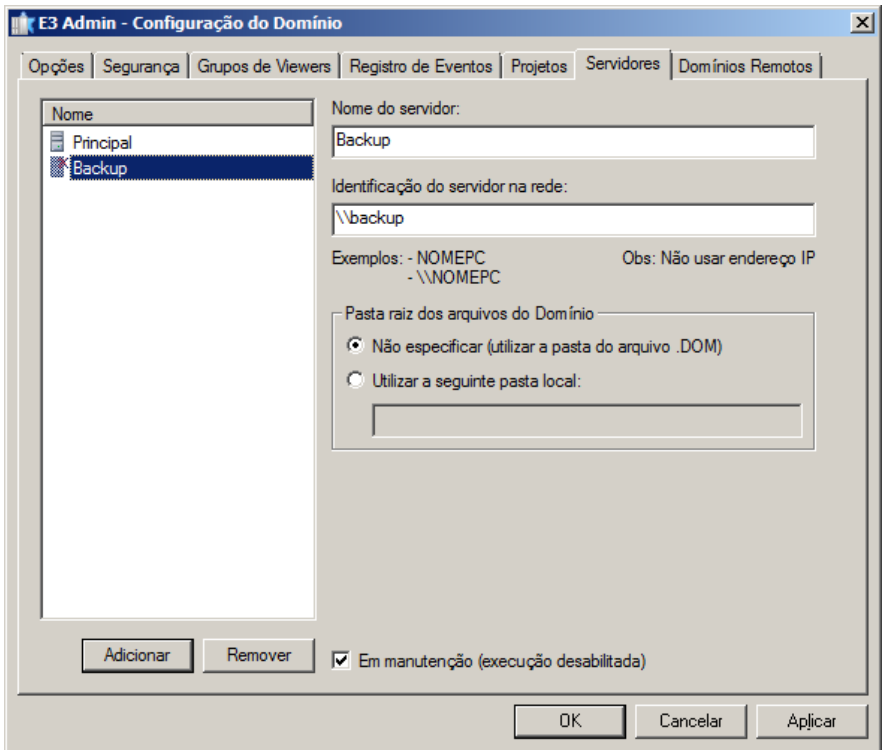 E3 Admin - Configuração do Domínio
Opções Segurança Grupos de Viewers Registro de Eventos Projetos Servidores Domínios Remotos
Nome
Principal
Backup
Nome do servidor:
Backup
Identificação do servidor na rede:
\\backup
Exemplos: - NOMEPC Obs: Não usar endereço IP
- \\NOMEPC
Pasta raiz dos arquivos do Domínio
Não especificar (utilizar a pasta do arquivo .DOM)
Utilizar a seguinte pasta local:
Adicionar Remover
Em manutenção (execução desabilitada)
OK Cancelar Aplicar